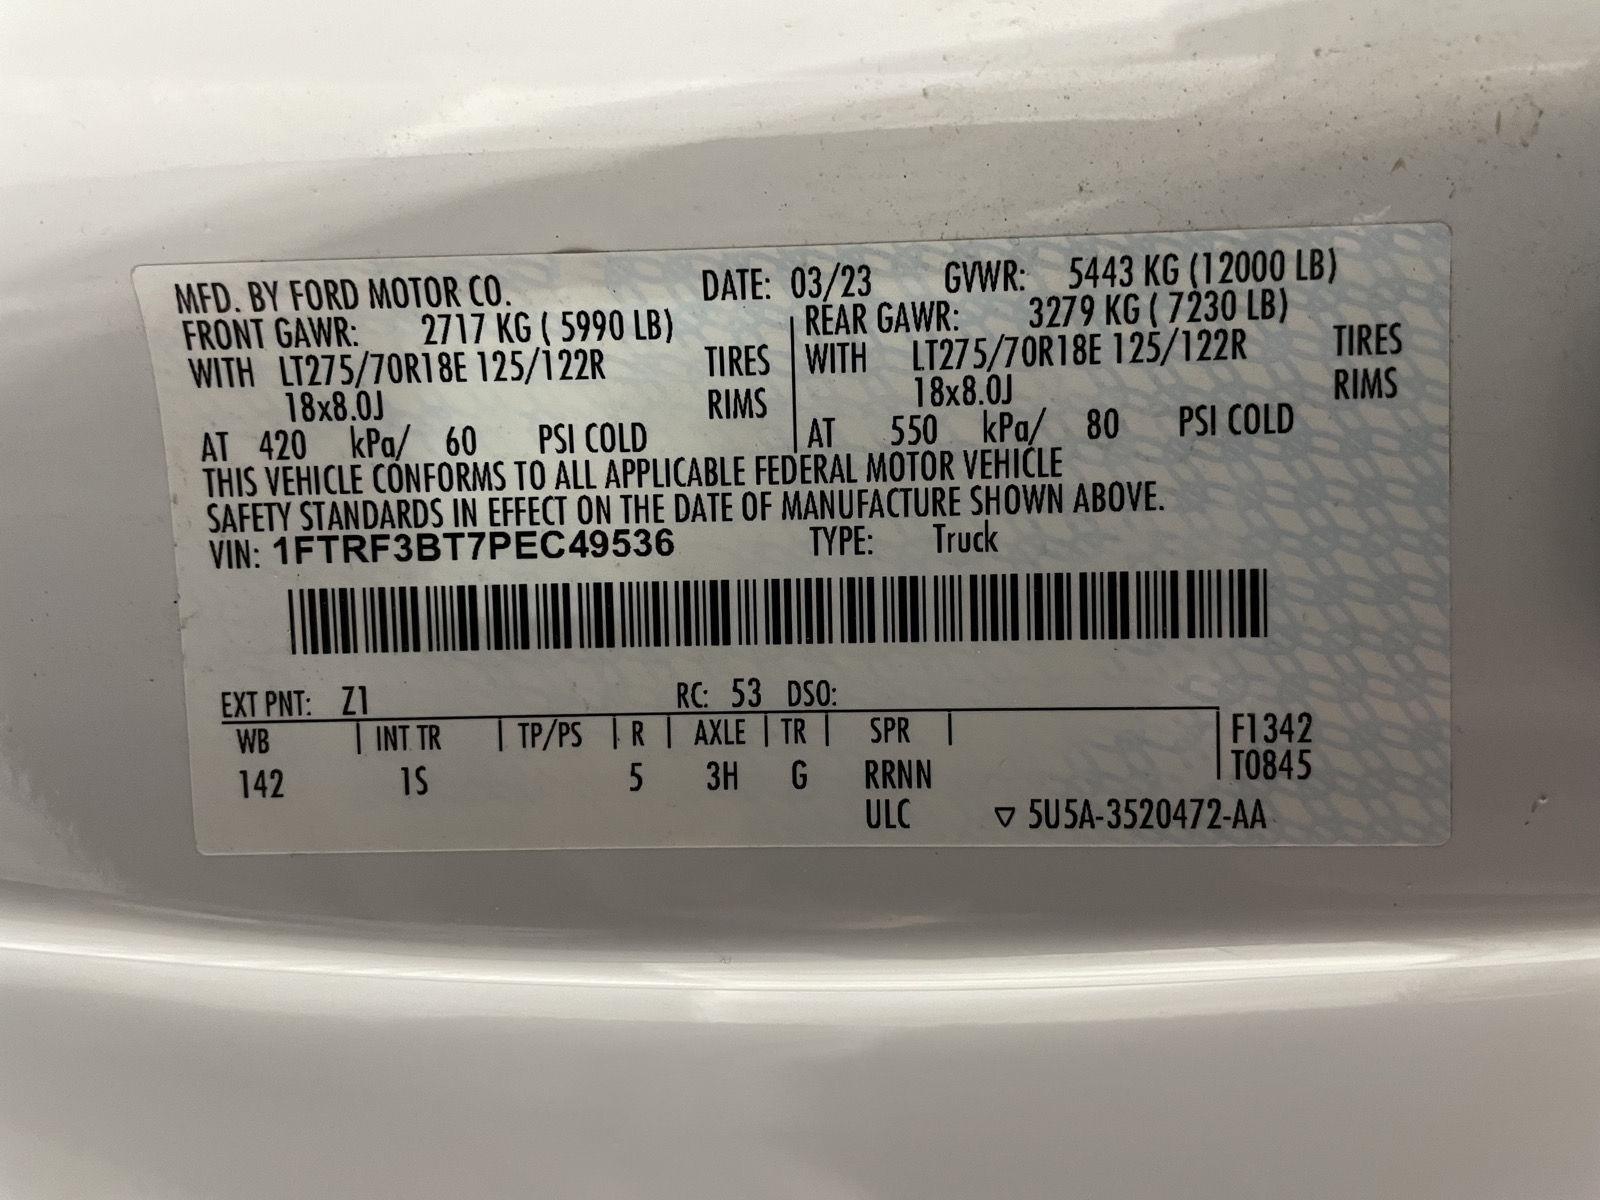 MFD. BY FORD MOTOR CO. DATE: 03/23 GVWR: 5443 KG (12000 LB)
FRONT GAWR: 2717 KG ( 5990 LB) REAR GAWR: 3279 KG ( 7230 LB)
WITH LT275/70R18E 125/122R TIRES WITH LT275/70R18E 125/122R TIRES
18x8.0J RIMS 18x8.0J RIMS
AT 420 kPa/ 60 PSI COLD AT 550 kPa/ 80 PSI COLD
THIS VEHICLE CONFORMS TO ALL APPLICABLE FEDERAL MOTOR VEHICLE
SAFETY STANDARDS IN EFFECT ON THE DATE OF MANUFACTURE SHOWN ABOVE.
VIN: 1FTRF3BT7PEC49536 TYPE: Truck
EXT PNT: Z1 RC: 53 DSO:
WB | INT TR | TP/PS | R | AXLE | TR | SPR | F1342
142 1S 5 3H G RRNN T0845
ULC ▽ 5U5A-3520472-AA